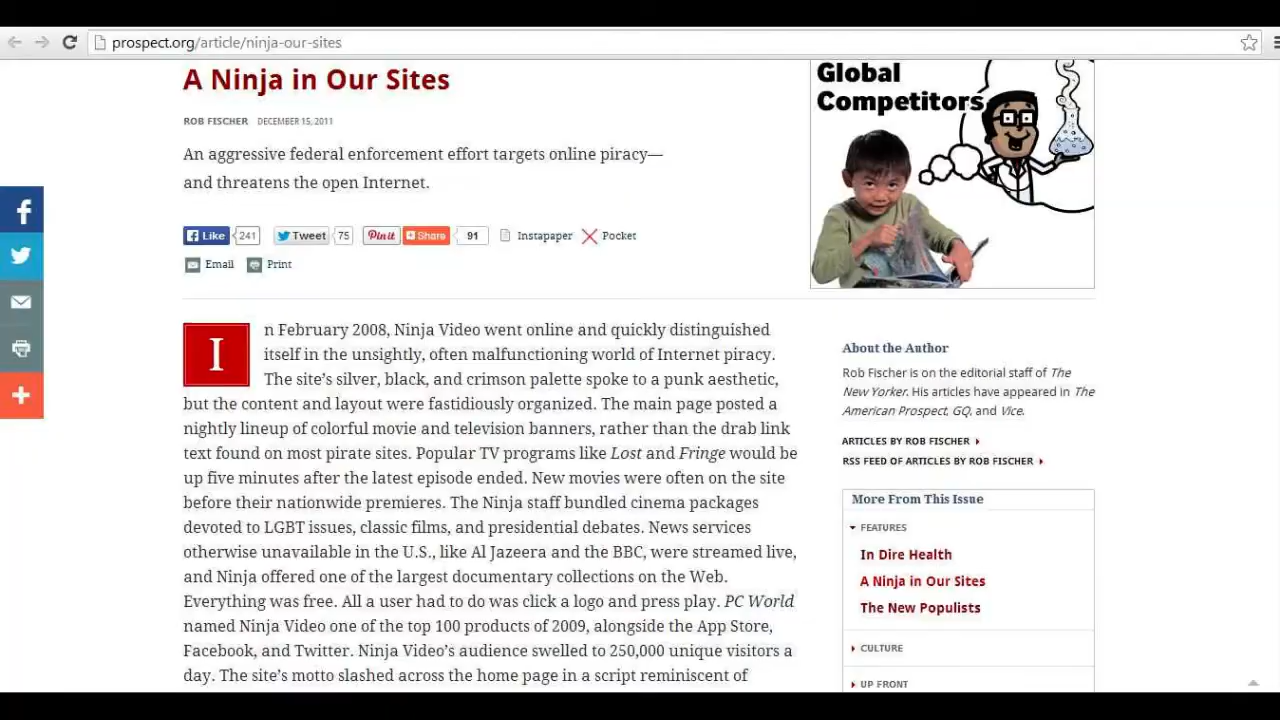 prospect.org/article/ninja-our-sites
A Ninja in Our Sites
ROB FISCHER DECEMBER 15, 2011
An aggressive federal enforcement effort targets online piracy—
and threatens the open Internet.
Like 241 Tweet 75 Pinit Share 91 Instapaper Pocket
Email Print
In February 2008, Ninja Video went online and quickly distinguished
itself in the unsightly, often malfunctioning world of Internet piracy.
The site's silver, black, and crimson palette spoke to a punk aesthetic,
but the content and layout were fastidiously organized. The main page posted a
nightly lineup of colorful movie and television banners, rather than the drab link
text found on most pirate sites. Popular TV programs like Lost and Fringe would be
up five minutes after the latest episode ended. New movies were often on the site
before their nationwide premieres. The Ninja staff bundled cinema packages
devoted to LGBT issues, classic films, and presidential debates. News services
otherwise unavailable in the U.S., like Al Jazeera and the BBC, were streamed live,
and Ninja offered one of the largest documentary collections on the Web.
Everything was free. All a user had to do was click a logo and press play. PC World
named Ninja Video one of the top 100 products of 2009, alongside the App Store,
Facebook, and Twitter. Ninja Video's audience swelled to 250,000 unique visitors a
day. The site's motto slashed across the home page in a script reminiscent of
Global
Competitors
About the Author
Rob Fischer is on the editorial staff of The
New Yorker. His articles have appeared in The
American Prospect, GQ, and Vice.
ARTICLES BY ROB FISCHER
RSS FEED OF ARTICLES BY ROB FISCHER
More From This Issue
FEATURES
In Dire Health
A Ninja in Our Sites
The New Populists
CULTURE
UP FRONT